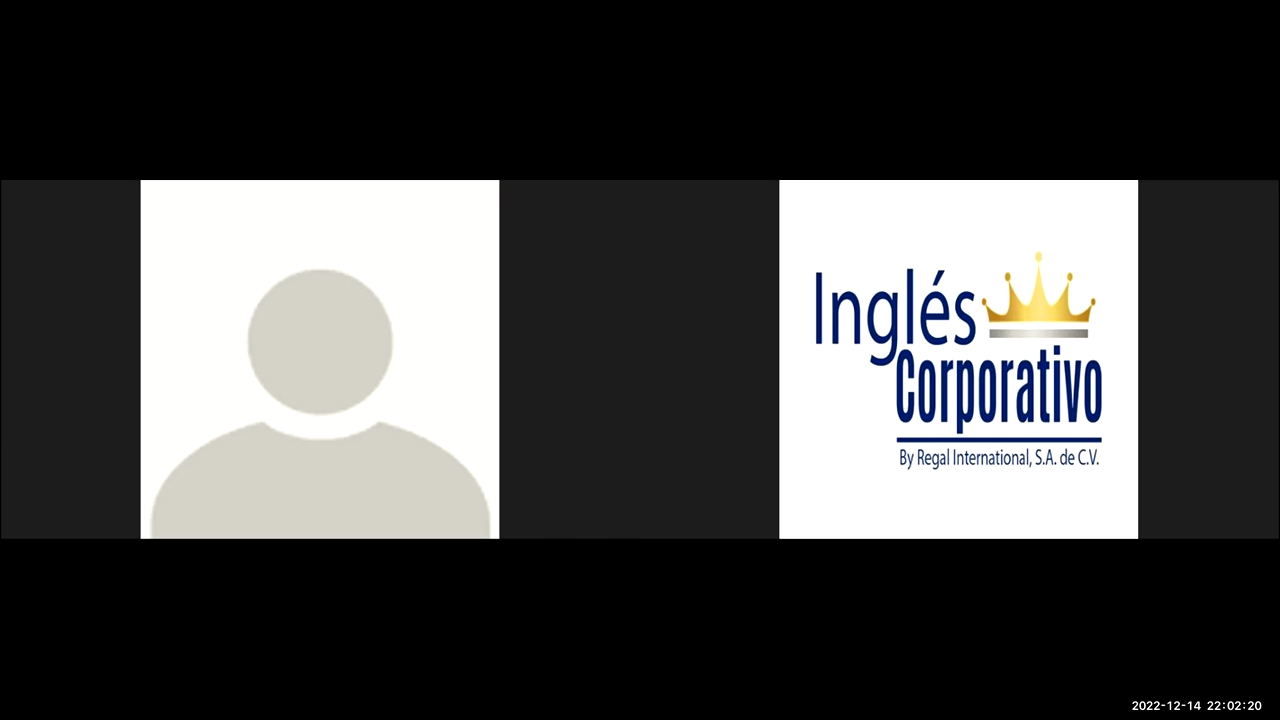 Inglés
Corporativo
By Regal International, S.A. de C.V.
2022-12-14 22:02:20